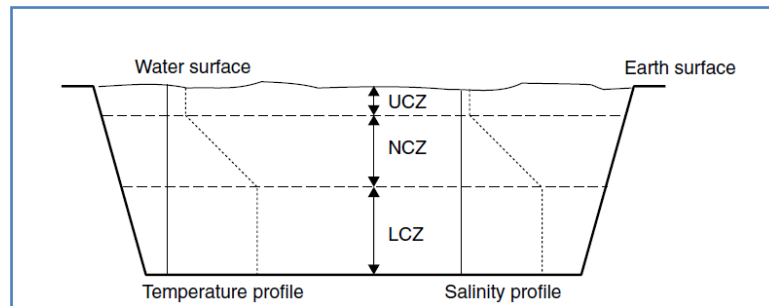 Water surface
Earth surface
UCZ
NCZ
LCZ
Temperature profile
Salinity profile